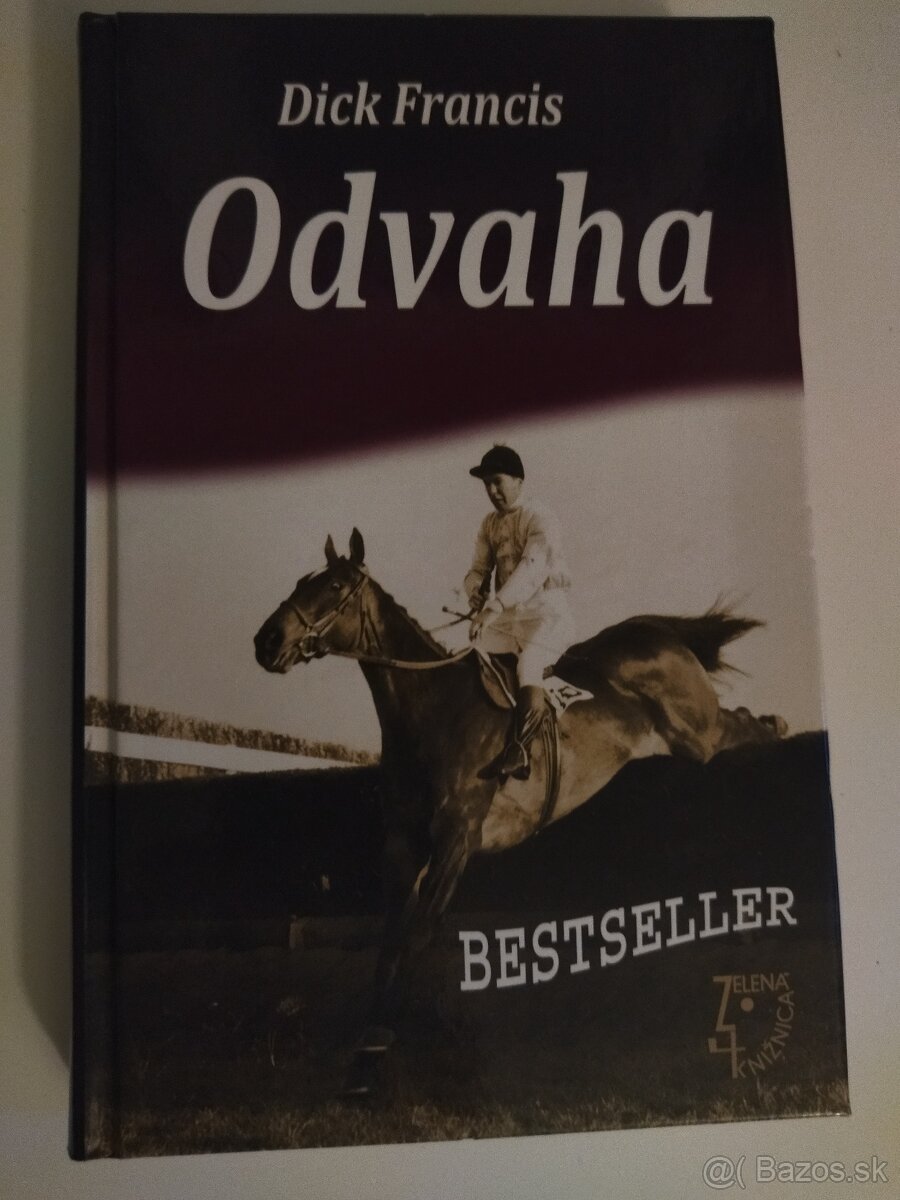 Dick Francis
Odvaha
BESTSELLER
ZELENÁ
KNIŽNICA
@( Bazos.sk